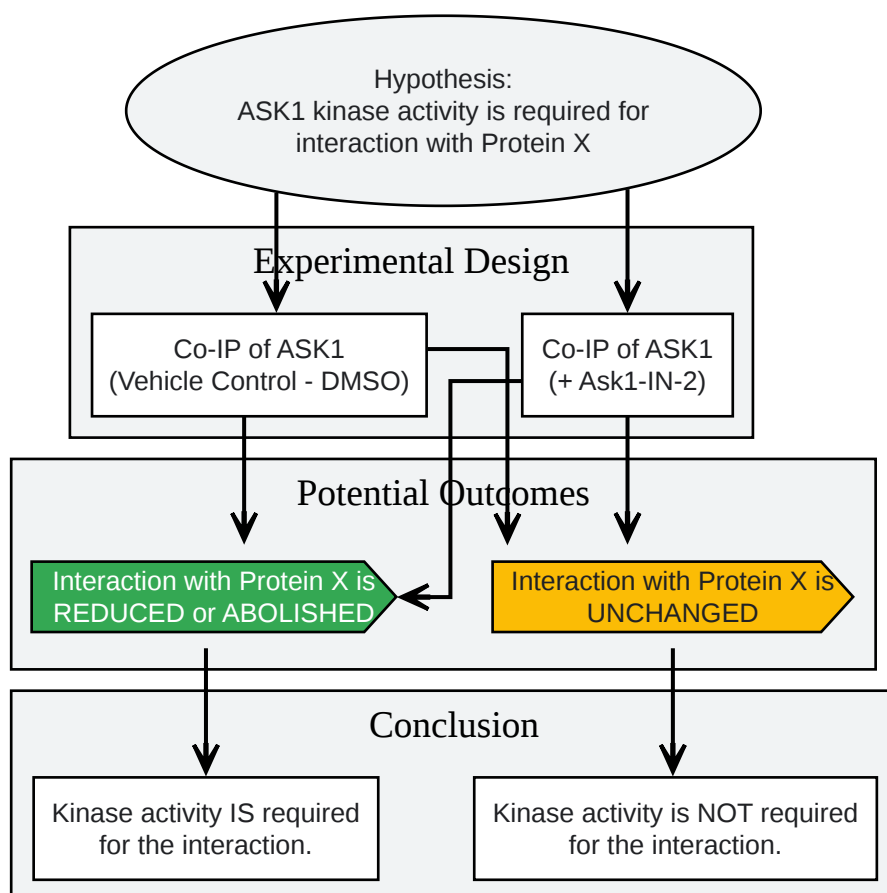 Hypothesis:
ASK1 kinase activity is required for
interaction with Protein X
Experimental Design
Co-IP of ASK1
(Vehicle Control - DMSO)
Co-IP of ASK1
(+ Ask1-IN-2)
Potential Outcomes
Interaction with Protein X is
REDUCED or ABOLISHED
Interaction with Protein X is
UNCHANGED
Conclusion
Kinase activity IS required
for the interaction.
Kinase activity is NOT required
for the interaction.